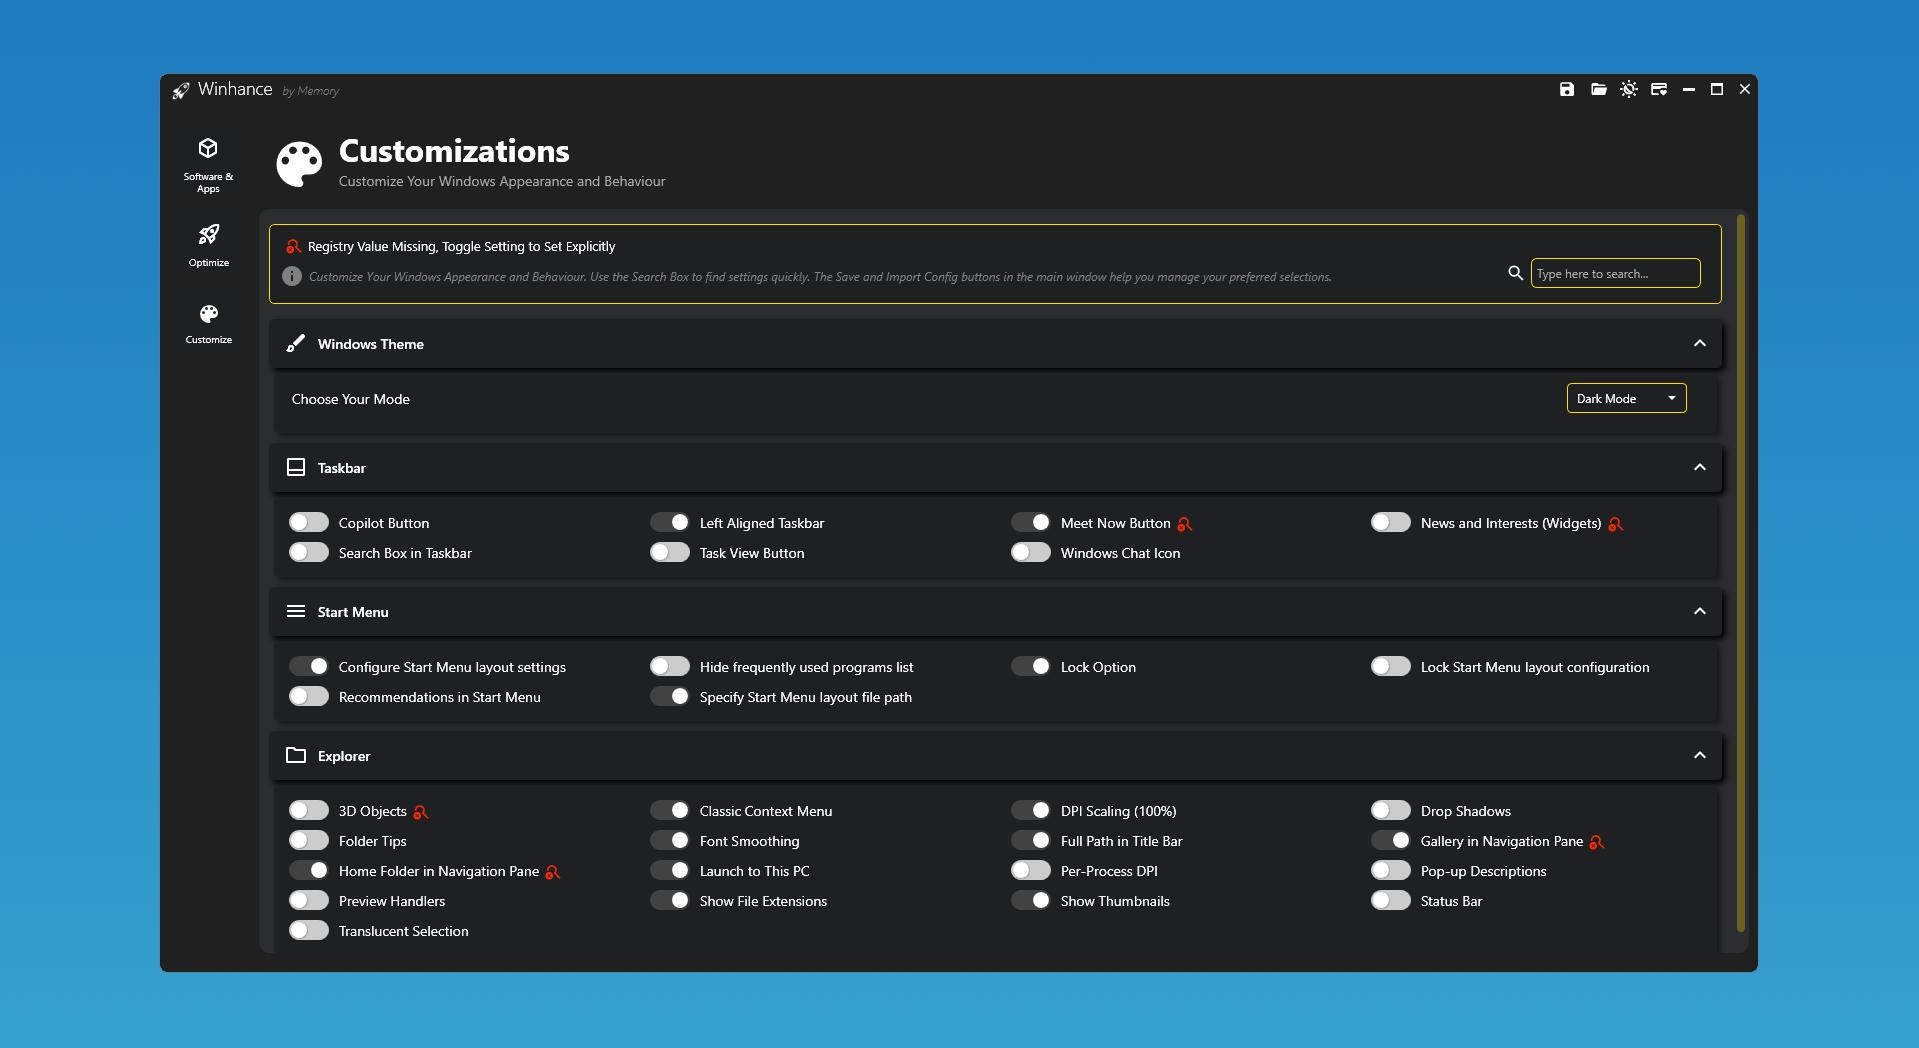 Winhance by Memory
Software &
Apps
Optimize
Customize
Customizations
Customize Your Windows Appearance and Behaviour
Registry Value Missing, Toggle Setting to Set Explicitly
Customize Your Windows Appearance and Behaviour. Use the Search Box to find settings quickly. The Save and Import Config buttons in the main window help you manage your preferred selections.
Type here to search...
Windows Theme
Choose Your Mode
Dark Mode
Taskbar
Copilot Button
Left Aligned Taskbar
Meet Now Button
News and Interests (Widgets)
Search Box in Taskbar
Task View Button
Windows Chat Icon
Start Menu
Configure Start Menu layout settings
Hide frequently used programs list
Lock Option
Lock Start Menu layout configuration
Recommendations in Start Menu
Specify Start Menu layout file path
Explorer
3D Objects
Classic Context Menu
DPI Scaling (100%)
Drop Shadows
Folder Tips
Font Smoothing
Full Path in Title Bar
Gallery in Navigation Pane
Home Folder in Navigation Pane
Launch to This PC
Per-Process DPI
Pop-up Descriptions
Preview Handlers
Show File Extensions
Show Thumbnails
Status Bar
Translucent Selection